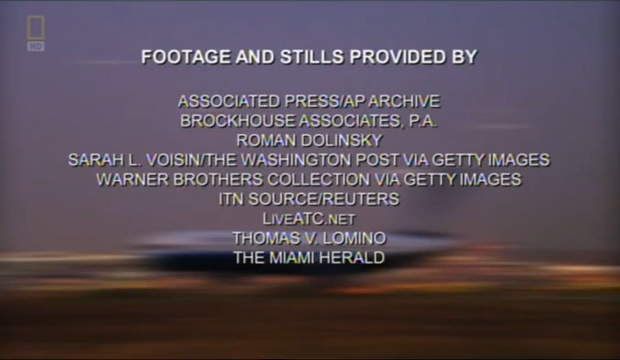 HD
FOOTAGE AND STILLS PROVIDED BY
ASSOCIATED PRESS/AP ARCHIVE
BROCKHOUSE ASSOCIATES, P.A.
ROMAN DOLINSKY
SARAH L. VOISIN/THE WASHINGTON POST VIA GETTY IMAGES
WARNER BROTHERS COLLECTION VIA GETTY IMAGES
ITN SOURCE/REUTERS
LIVEATC.NET
THOMAS V. LOMINO
THE MIAMI HERALD